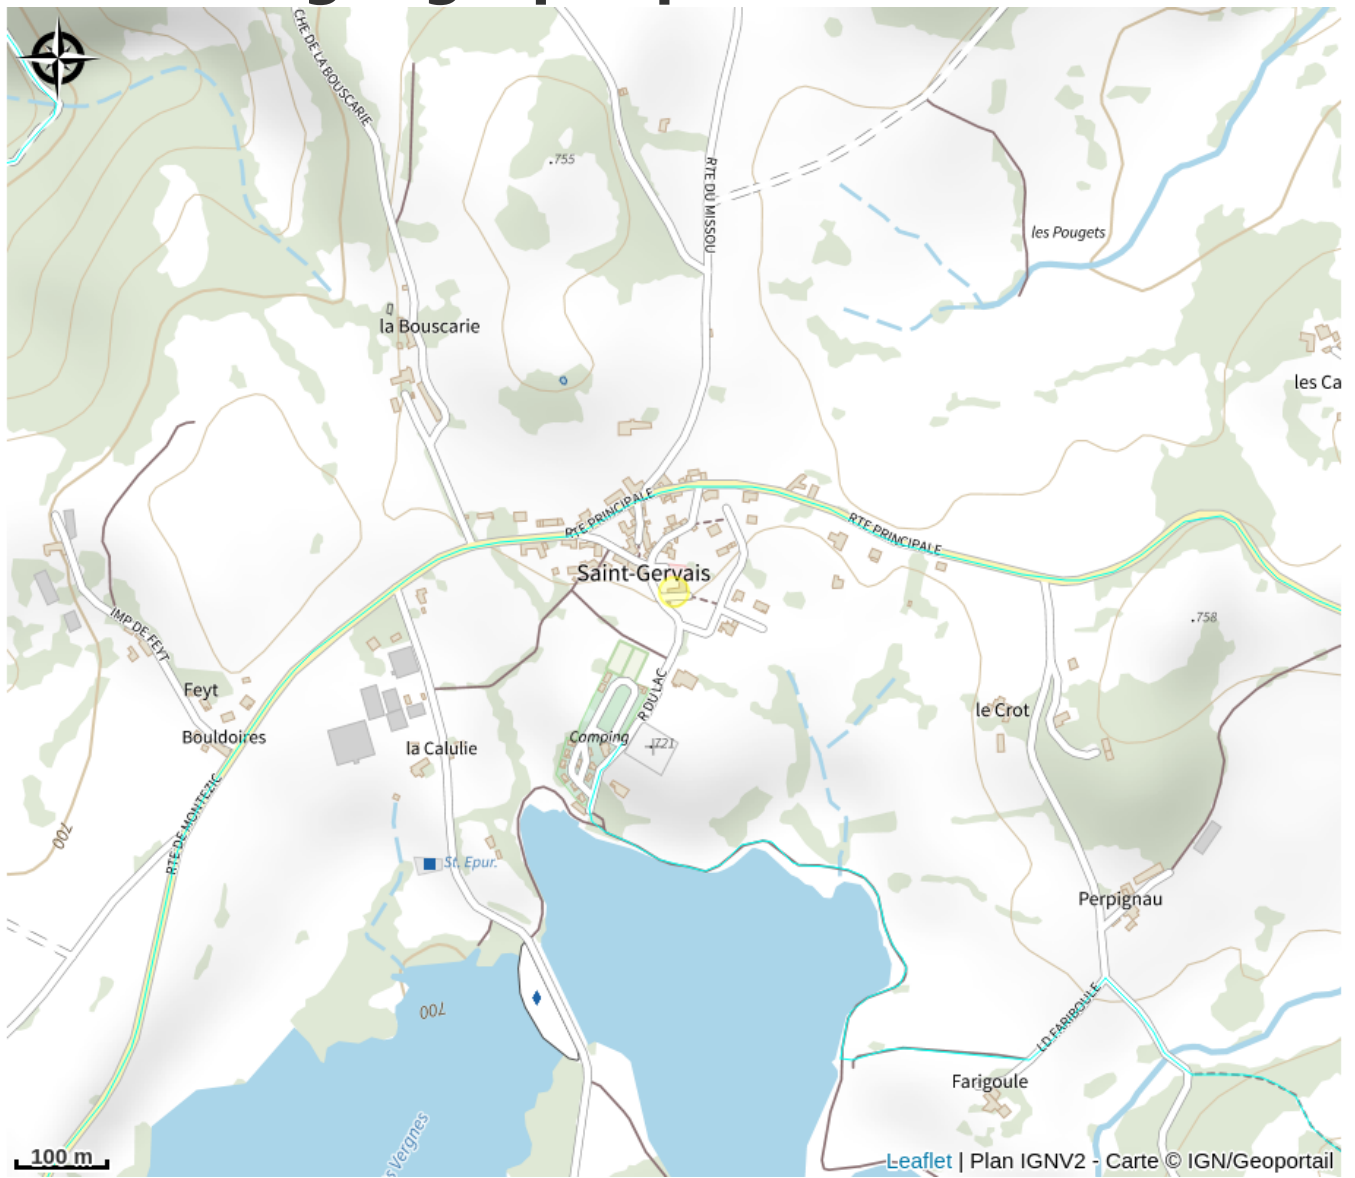 CHE DE LA BOUSCARIE
.755
RTE DU MISSOU
les Pougets
la Bouscarie
les Ca
RTE PRINCIPALE
RTE PRINCIPALE
Saint-Gervais
IMP DE FEYT
.758
Feyt
R DU LAC
le Crot
Bouldoires
Comping
.721
la Calulie
RTE DE MONTEZIC
700
St. Epur.
Perpignau
700
LD FARIBOULE
Farigoule
s Vergnes
100 m
Leaflet | Plan IGNV2 - Carte © IGN/Geoportail